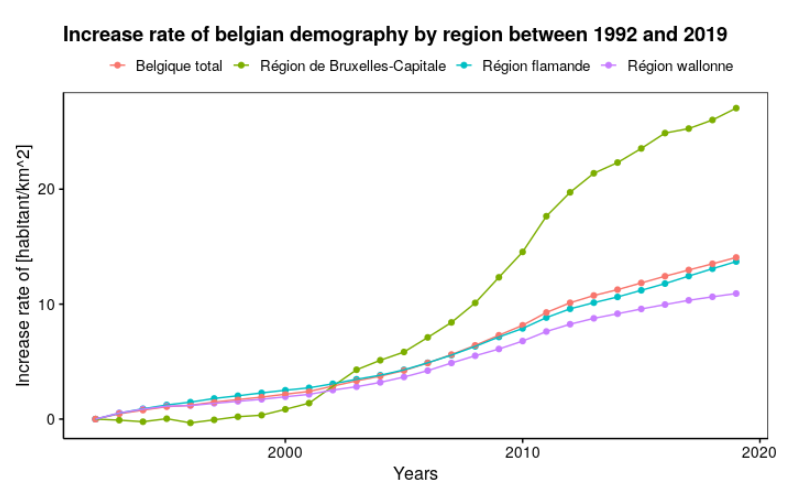 Increase rate of belgian demography by region between 1992 and 2019
Belgique total Région de Bruxelles-Capitale Région flamande Région wallonne
Increase rate of [habitant/km^2]
20
10
0
2000 2010 2020
Years